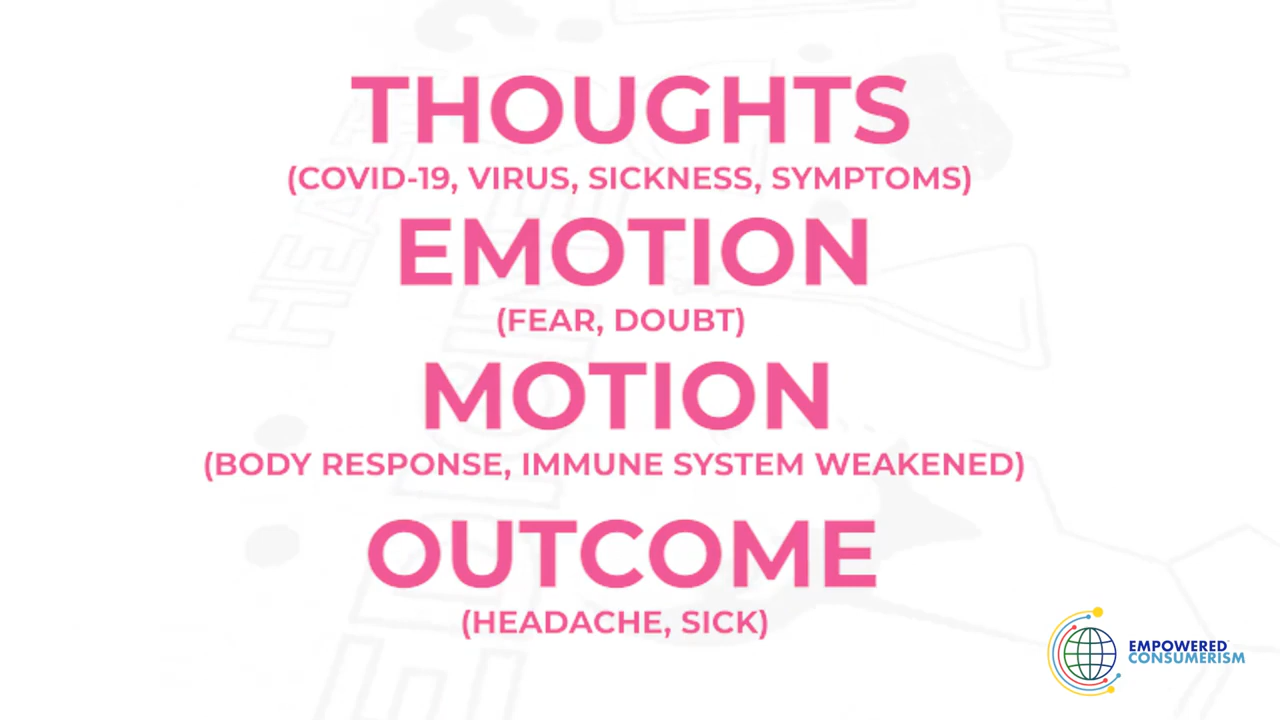 THOUGHTS
(COVID-19, VIRUS, SICKNESS, SYMPTOMS)
EMOTION
(FEAR, DOUBT)
MOTION
(BODY RESPONSE, IMMUNE SYSTEM WEAKENED)
OUTCOME
(HEADACHE, SICK)
EMPOWERED
CONSUMERISM